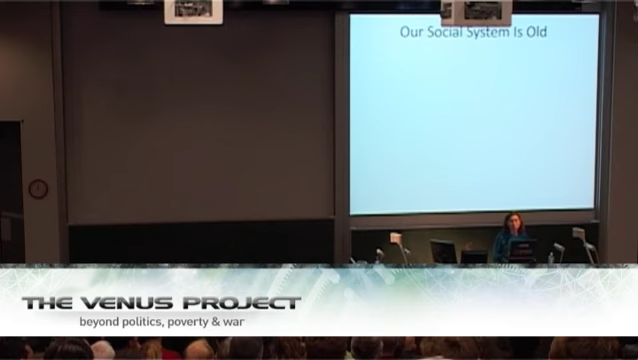 Our Social System Is Old
THE VENUS PROJECT
beyond politics, poverty & war